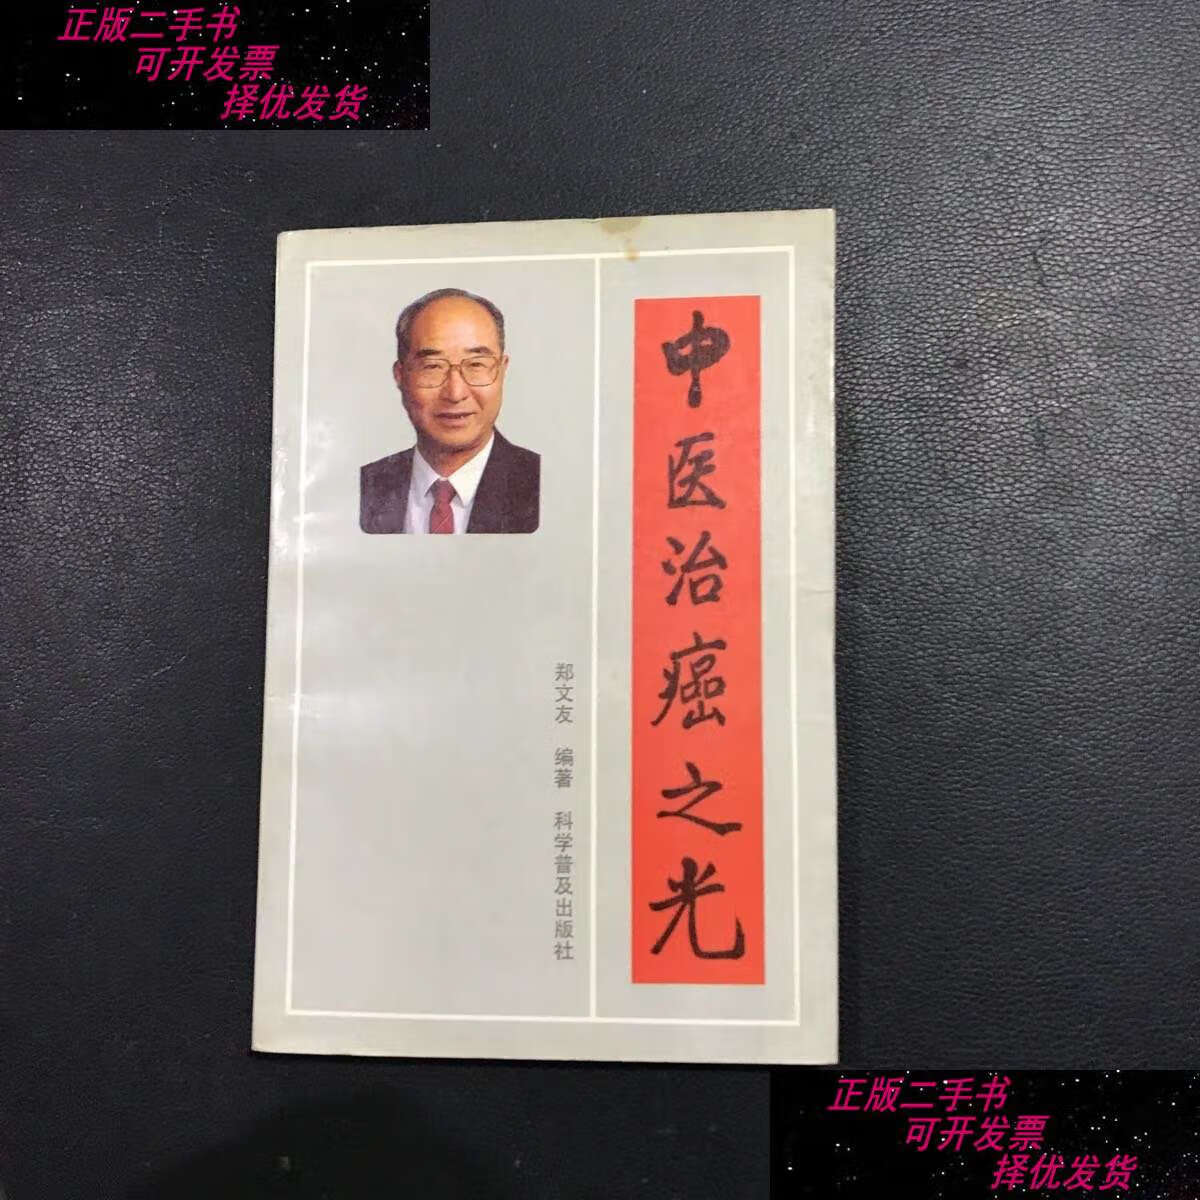 正版二手书
可开发票
择优发货
中医治癌之光
郑文友 编著 科学普及出版社
正版二手书
可开发票
择优发货